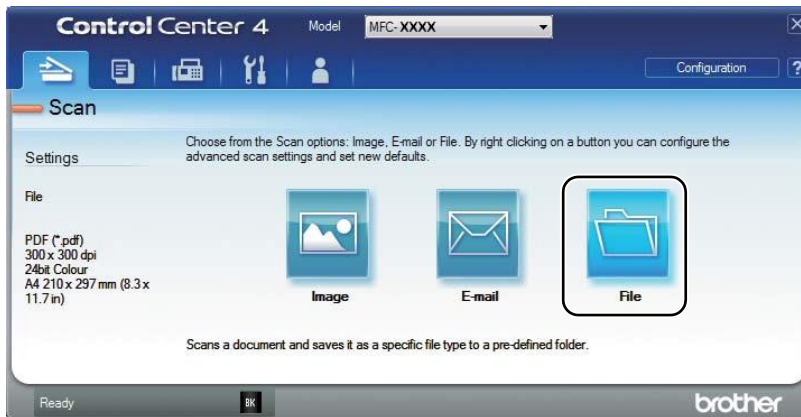 Control Center 4
Model
MFC-XXXX
Configuration
?
Scan
Settings
Choose from the Scan options: Image, E-mail or File. By right clicking on a button you can configure the
advanced scan settings and set new defaults.
File
PDF (*.pdf)
300 x 300 dpi
24bit Colour
A4 210 x 297 mm (8.3 x
11.7 in)
Image
E-mail
File
Scans a document and saves it as a specific file type to a pre-defined folder.
Ready
BK
brother